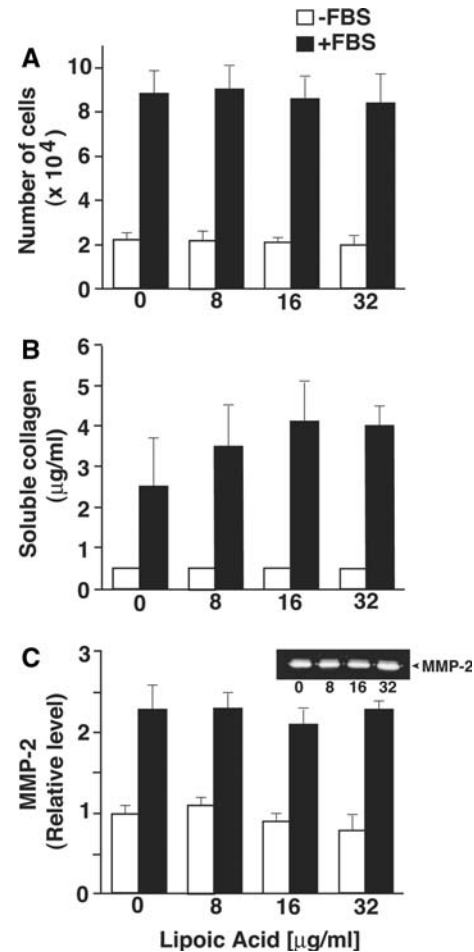 -FBS
+FBS
A
Number of cells
(x 10⁴)
10
8
6
4
2
0
0 8 16 32
B
Soluble collagen
(μg/ml)
6
5
4
3
2
1
0
0 8 16 32
C
MMP-2
(Relative level)
3
2
1
0
◄MMP-2
0 8 16 32
0 8 16 32
Lipoic Acid [μg/ml]